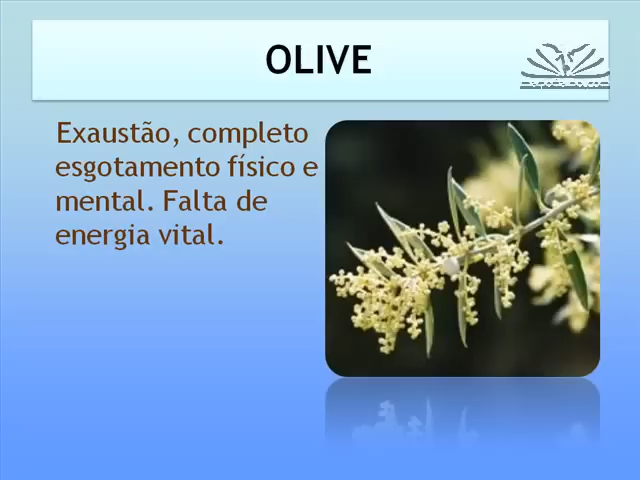 OLIVE
Exaustão, completo
esgotamento físico e
mental. Falta de
energia vital.